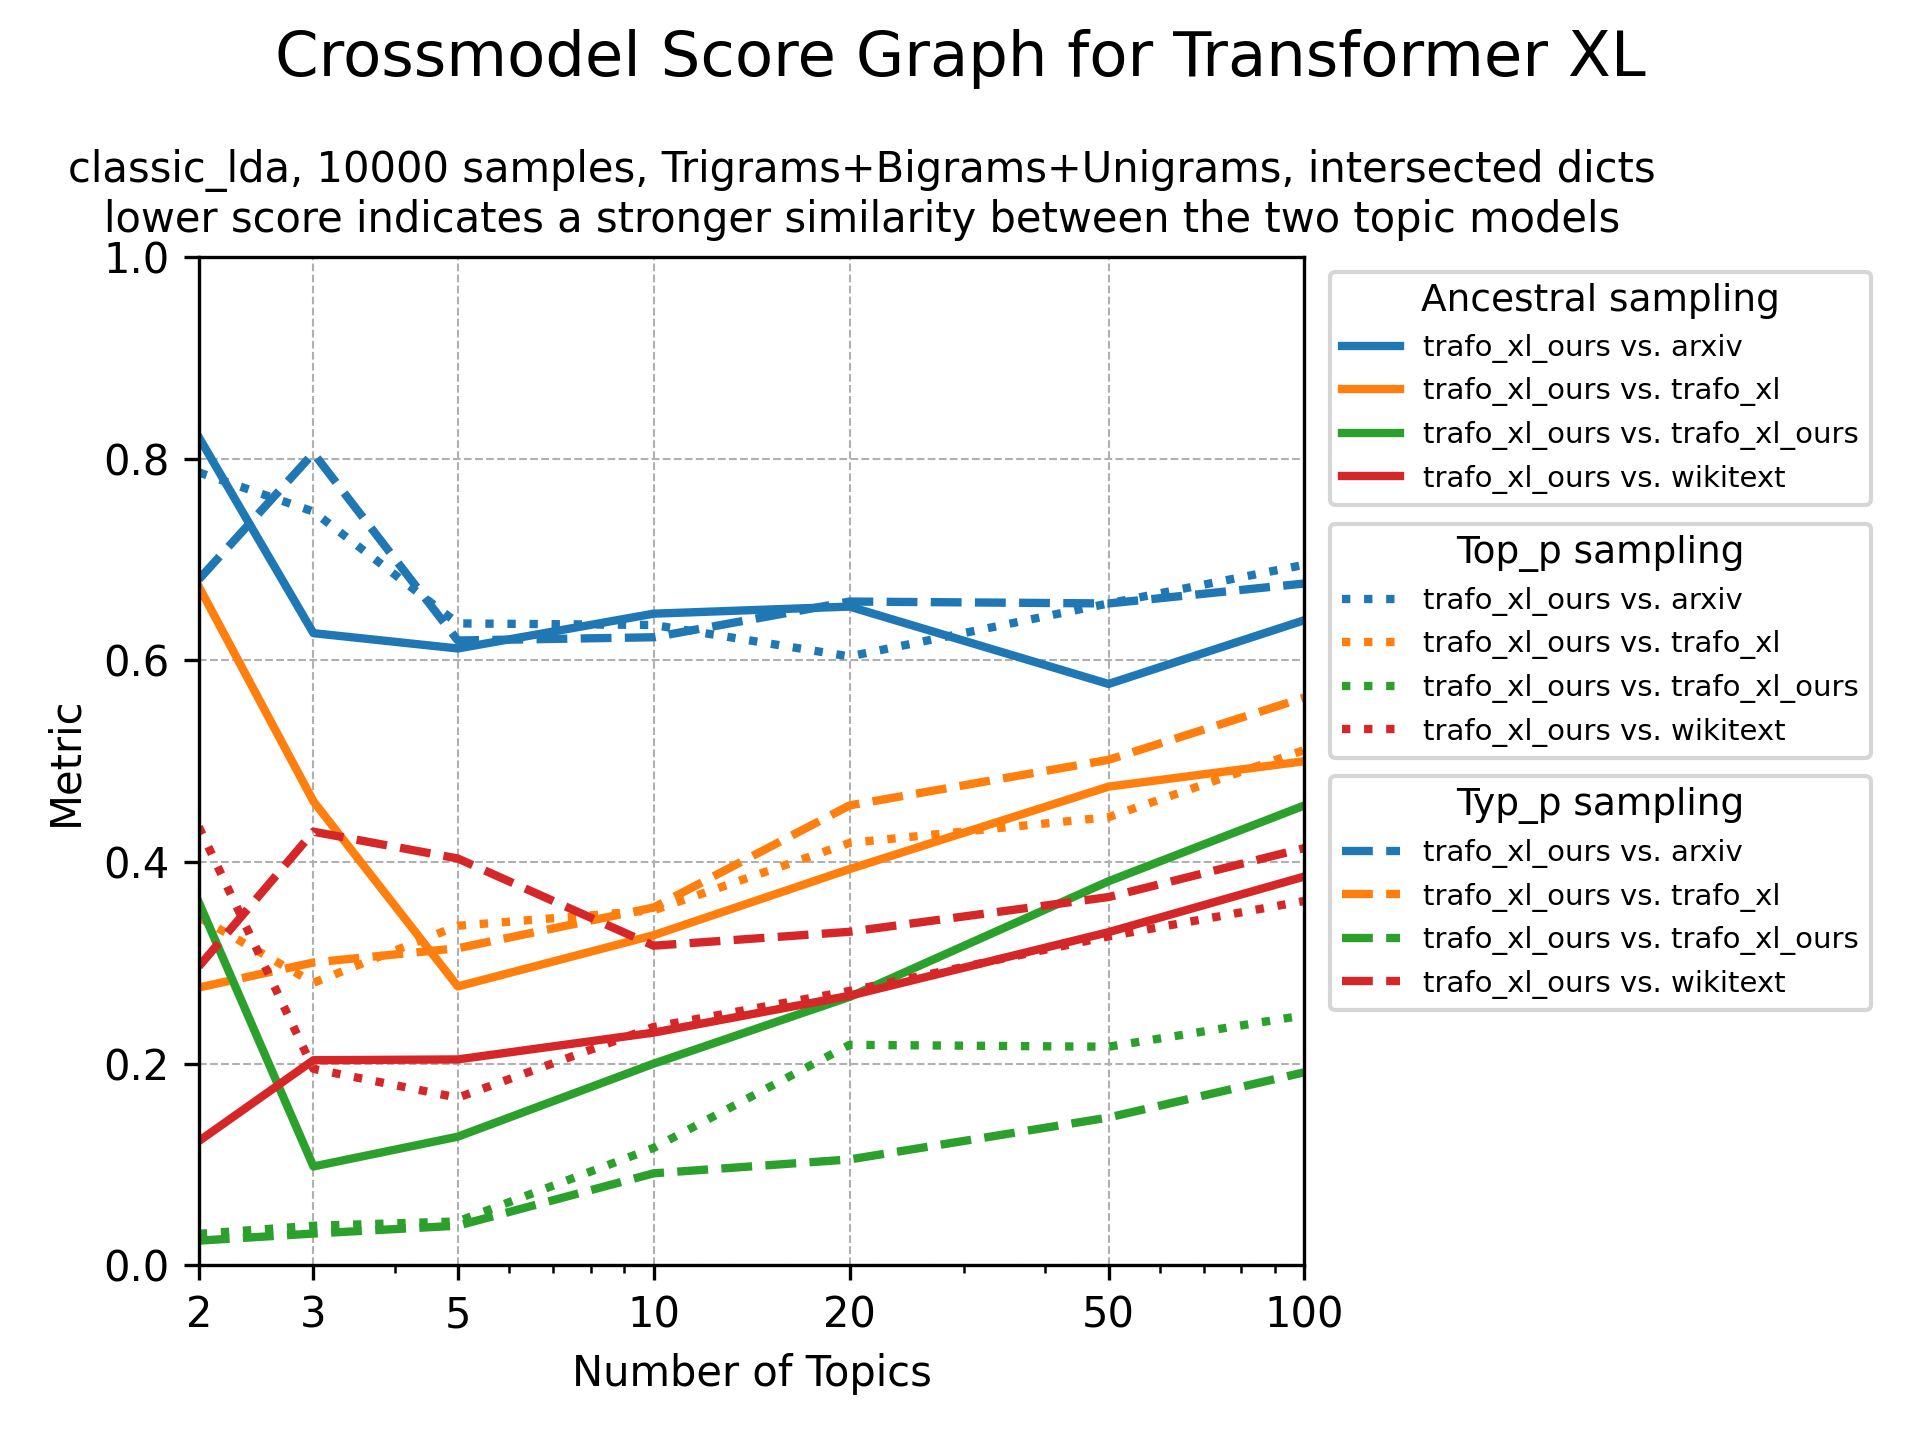 Crossmodel Score Graph for Transformer XL
classic_lda, 10000 samples, Trigrams+Bigrams+Unigrams, intersected dicts
lower score indicates a stronger similarity between the two topic models
1.0
0.8
0.6
0.4
0.2
0.0
Metric
2 3 5 10 20 50 100
Number of Topics
Ancestral sampling
trafo_xl_ours vs. arxiv
trafo_xl_ours vs. trafo_xl
trafo_xl_ours vs. trafo_xl_ours
trafo_xl_ours vs. wikitext
Top_p sampling
trafo_xl_ours vs. arxiv
trafo_xl_ours vs. trafo_xl
trafo_xl_ours vs. trafo_xl_ours
trafo_xl_ours vs. wikitext
Typ_p sampling
trafo_xl_ours vs. arxiv
trafo_xl_ours vs. trafo_xl
trafo_xl_ours vs. trafo_xl_ours
trafo_xl_ours vs. wikitext